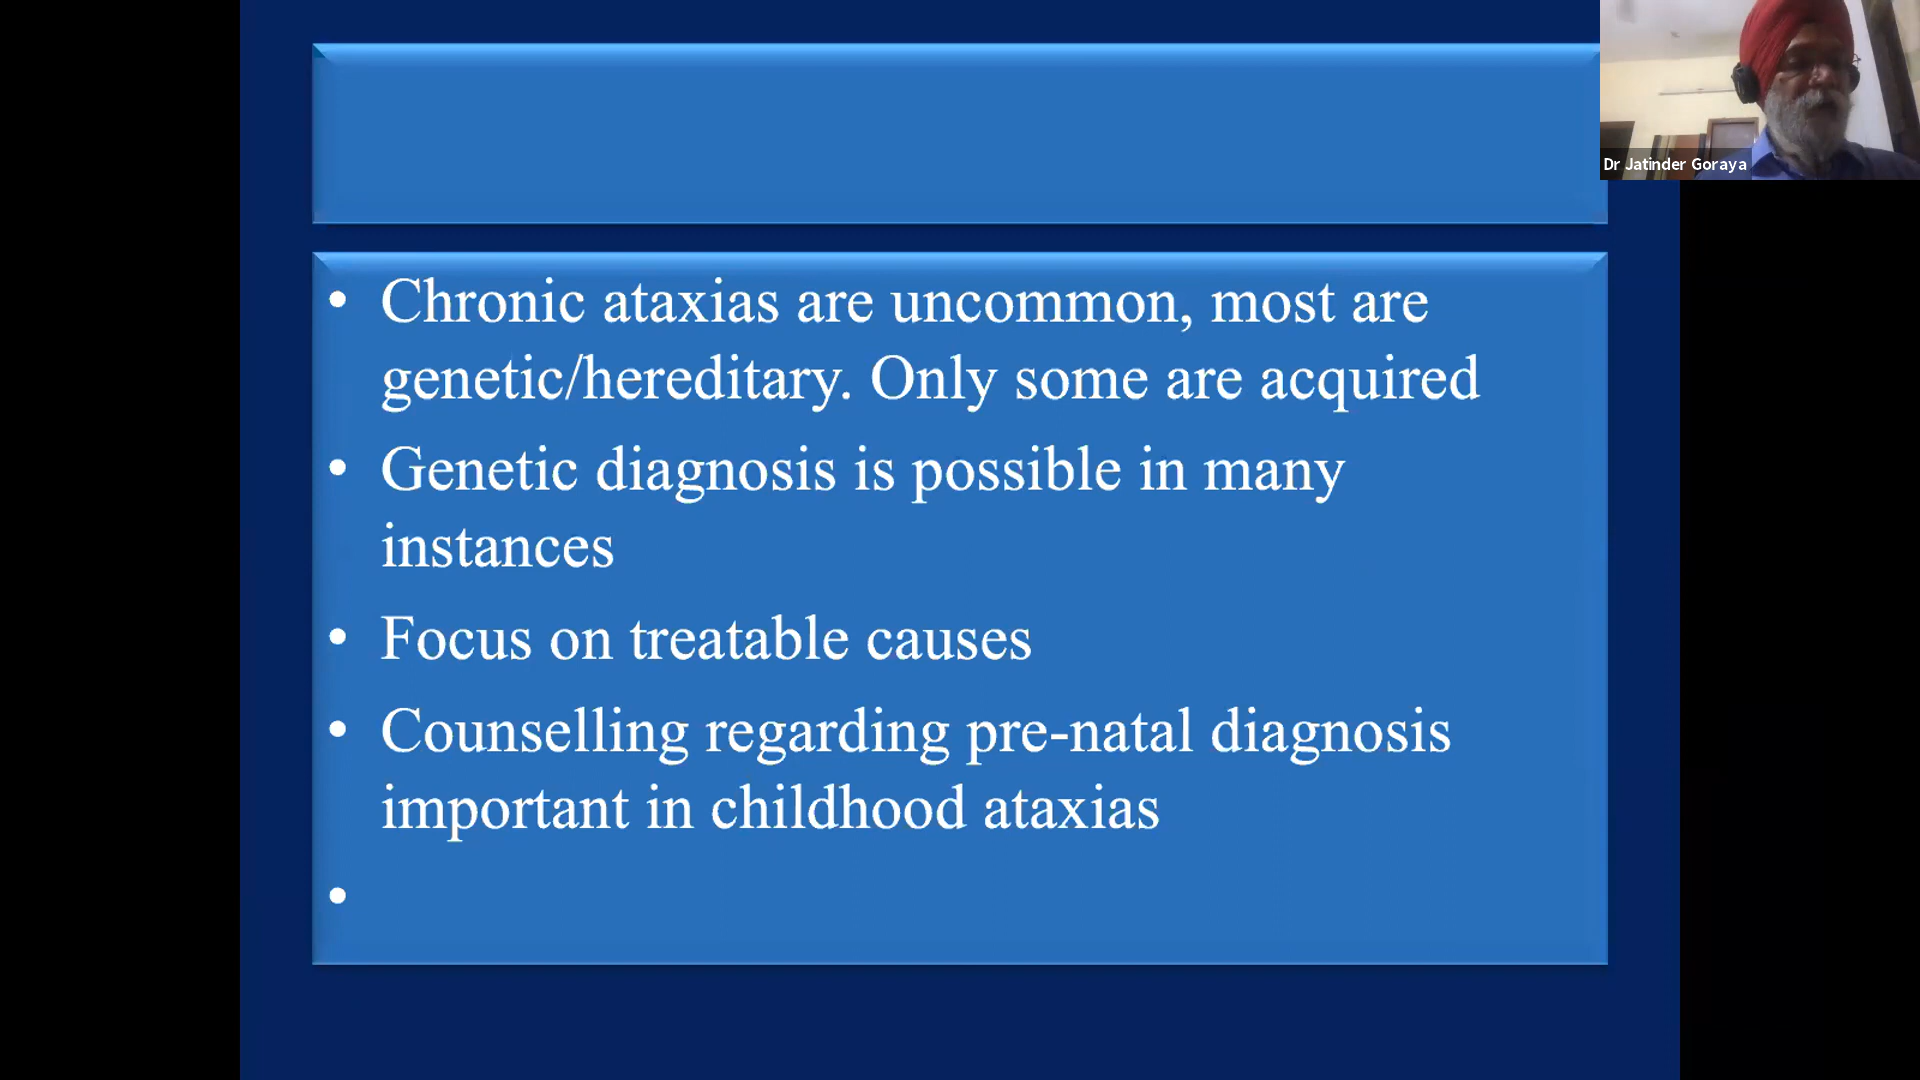 Dr Jatinder Goraya
• Chronic ataxias are uncommon, most are
genetic/hereditary. Only some are acquired
• Genetic diagnosis is possible in many
instances
• Focus on treatable causes
• Counselling regarding pre-natal diagnosis
important in childhood ataxias
•